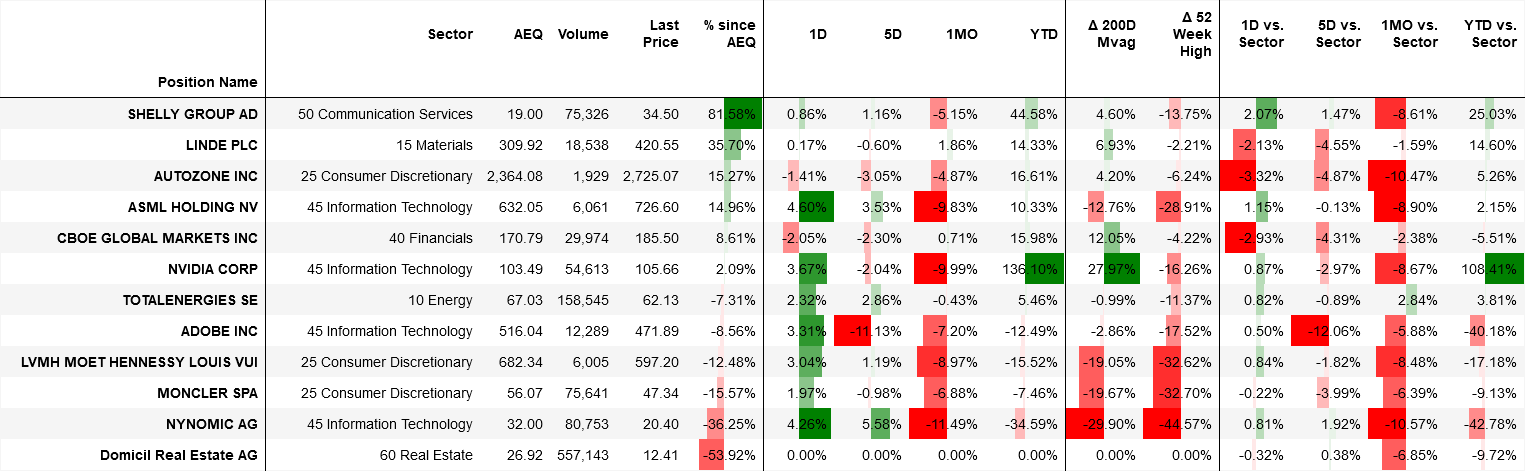 Position Name Sector AEQ Volume Last Price % since AEQ 1D 5D 1MO YTD Δ 200D Mvag Δ 52 Week High 1D vs. Sector 5D vs. Sector 1MO vs. Sector YTD vs. Sector
SHELLY GROUP AD 50 Communication Services 19.00 75,326 34.50 81.58% 0.86% 1.16% -5.15% 44.58% 4.60% -13.75% 2.07% 1.47% -8.61% 25.03%
LINDE PLC 15 Materials 309.92 18,538 420.55 35.70% 0.17% -0.60% 1.86% 14.33% 6.93% -2.21% -2.13% -4.55% -1.59% 14.60%
AUTOZONE INC 25 Consumer Discretionary 2,364.08 1,929 2,725.07 15.27% -1.41% -3.05% -4.87% 16.61% 4.20% -6.24% -3.32% -4.87% -10.47% 5.26%
ASML HOLDING NV 45 Information Technology 632.05 6,061 726.60 14.96% 4.60% 3.53% -9.83% 10.33% -12.76% -28.91% 1.15% -0.13% -8.90% 2.15%
CBOE GLOBAL MARKETS INC 40 Financials 170.79 29,974 185.50 8.61% -2.05% -2.30% 0.71% 15.98% 12.05% -4.22% -2.93% -4.31% -2.38% -5.51%
NVIDIA CORP 45 Information Technology 103.49 54,613 105.66 2.09% 3.67% -2.04% -9.99% 136.10% 27.97% -16.26% 0.87% -2.97% -8.67% 108.41%
TOTALENERGIES SE 10 Energy 67.03 158,545 62.13 -7.31% 2.32% 2.86% -0.43% 5.46% -0.99% -11.37% 0.82% -0.89% 2.84% 3.81%
ADOBE INC 45 Information Technology 516.04 12,289 471.89 -8.56% 3.31% -11.13% -7.20% -12.49% -2.86% -17.52% 0.50% -12.06% -5.88% -40.18%
LVMH MOET HENNESSY LOUIS VUI 25 Consumer Discretionary 682.34 6,005 597.20 -12.48% 3.04% 1.19% -8.97% -15.52% -19.05% -32.62% 0.84% -1.82% -8.48% -17.18%
MONCLER SPA 25 Consumer Discretionary 56.07 75,641 47.34 -15.57% 1.97% -0.98% -6.88% -7.46% -19.67% -32.70% -0.22% -3.99% -6.39% -9.13%
NYNOMIC AG 45 Information Technology 32.00 80,753 20.40 -36.25% 4.26% 5.58% -11.49% -34.59% -29.90% -44.57% 0.81% 1.92% -10.57% -42.78%
Domicil Real Estate AG 60 Real Estate 26.92 557,143 12.41 -53.92% 0.00% 0.00% 0.00% 0.00% 0.00% 0.00% -0.32% 0.38% -6.85% -9.72%